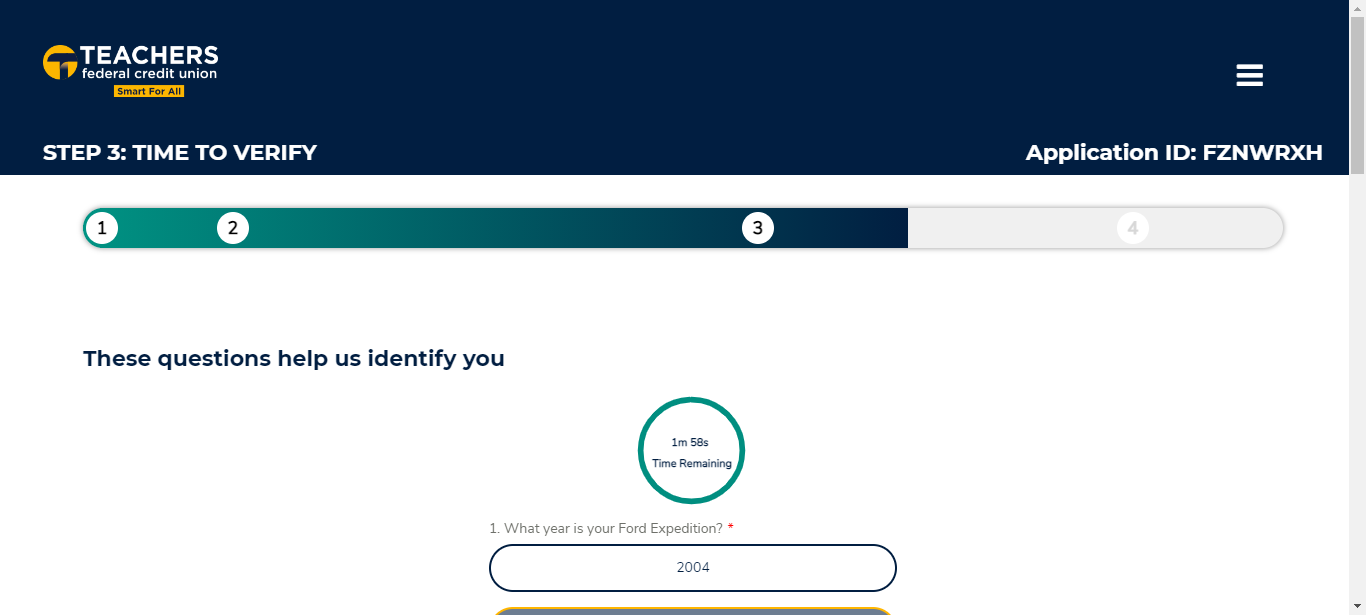 TEACHERS
federal credit union
Smart For All
STEP 3: TIME TO VERIFY
Application ID: FZNWRXH
1 2 3 4
These questions help us identify you
1m 58s
Time Remaining
1. What year is your Ford Expedition? *
2004